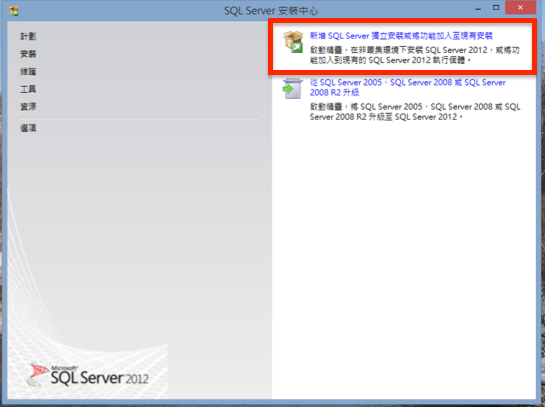 SQL Server 安裝中心
計劃
安裝
維護
工具
資源
選項
新增 SQL Server 獨立安裝或將功能加入至現有安裝
啟動精靈，在非叢集環境下安裝 SQL Server 2012，或將功
能加入到現有的 SQL Server 2012 執行個體。
從 SQL Server 2005、SQL Server 2008 或 SQL Server
2008 R2 升級
啟動精靈，將 SQL Server 2005、SQL Server 2008 或 SQL
Server 2008 R2 升級至 SQL Server 2012。
Microsoft
SQL Server 2012